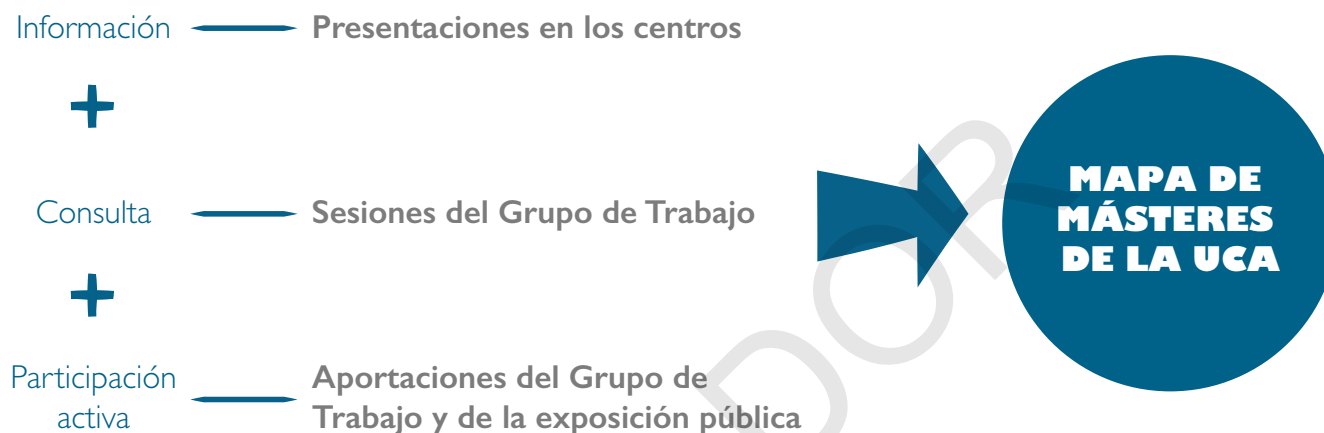 Información Presentaciones en los centros
+
Consulta Sesiones del Grupo de Trabajo
+
Participación
activa
Aportaciones del Grupo de
Trabajo y de la exposición pública
MAPA DE
MÁSTERES
DE LA UCA
DOR